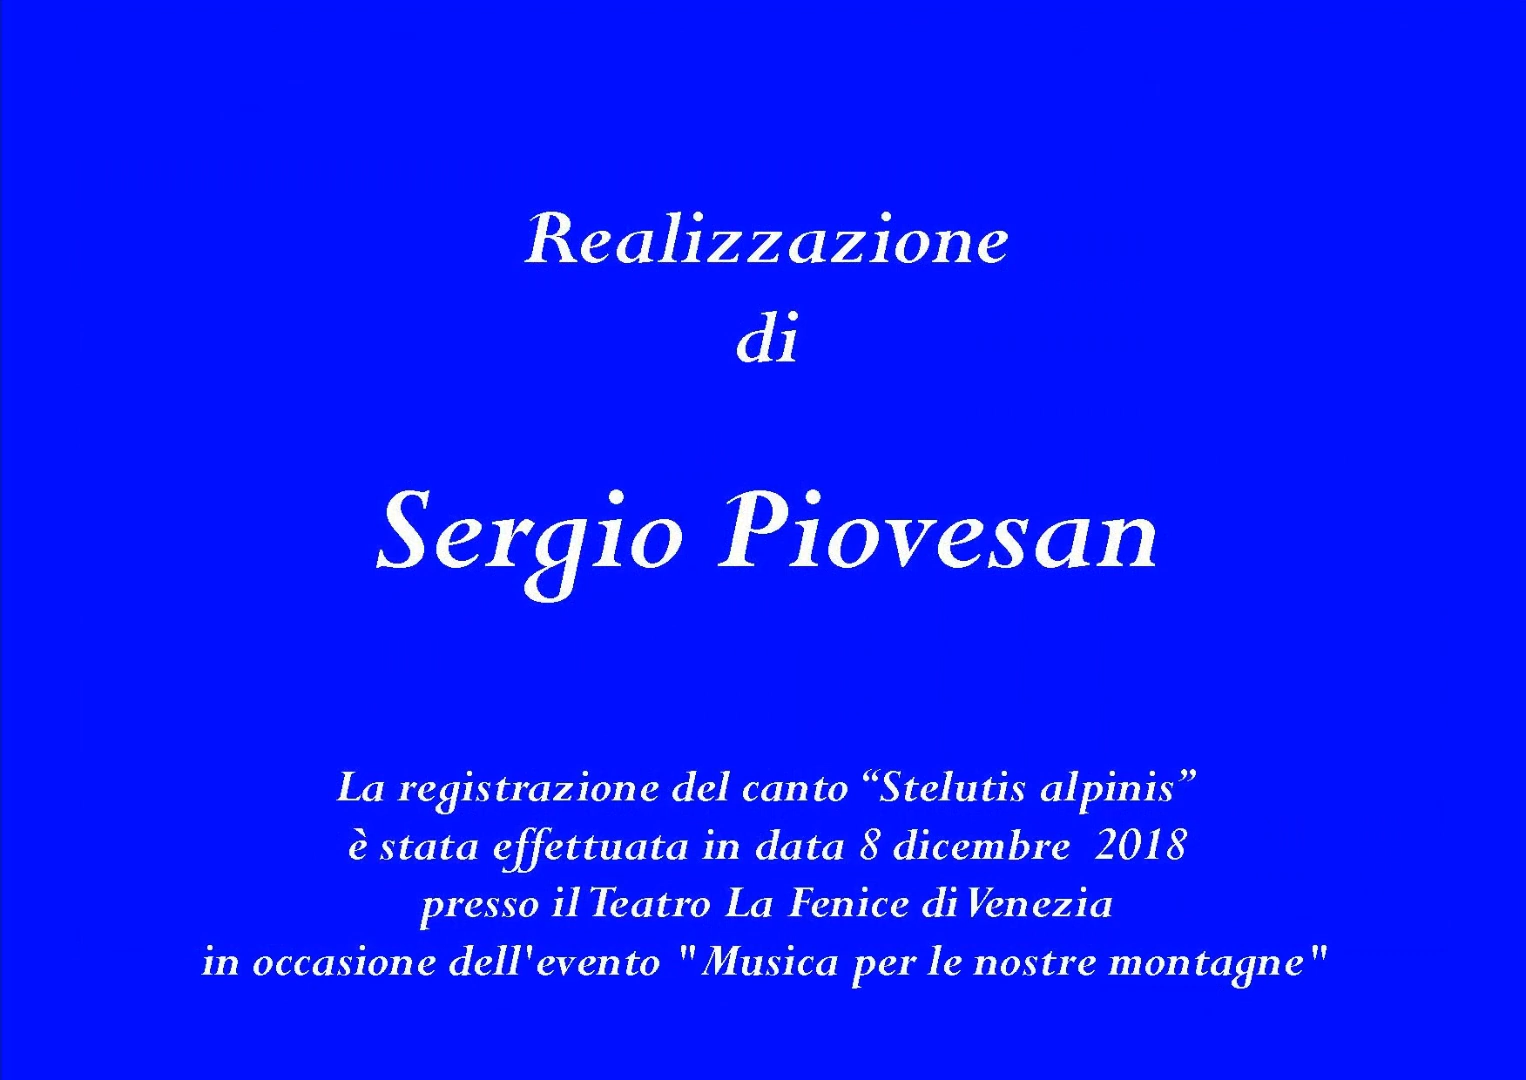 Realizzazione
di
Sergio Piovesan
La registrazione del canto “Stelutis alpinis”
è stata effettuata in data 8 dicembre 2018
presso il Teatro La Fenice di Venezia
in occasione dell'evento "Musica per le nostre montagne"